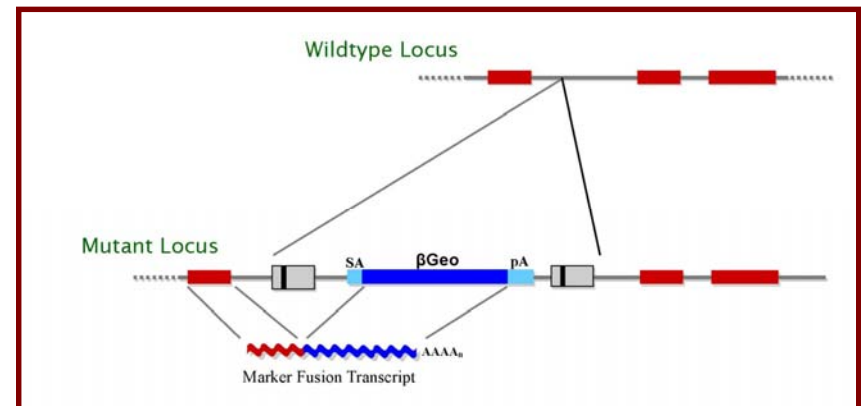 Wildtype Locus
Mutant Locus
SA βGeo pA
AAAAn
Marker Fusion Transcript